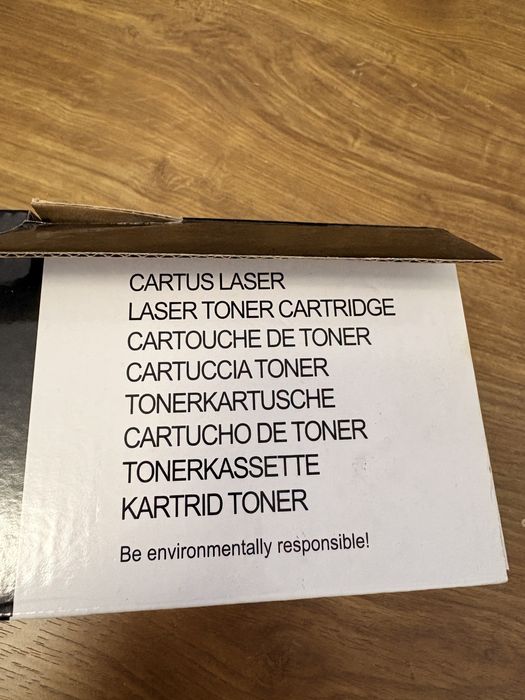 CARTUS LASER
LASER TONER CARTRIDGE
CARTOUCHE DE TONER
CARTUCCIA TONER
TONERKARTUSCHE
CARTUCHO DE TONER
TONERKASSETTE
KARTRID TONER
Be environmentally responsible!